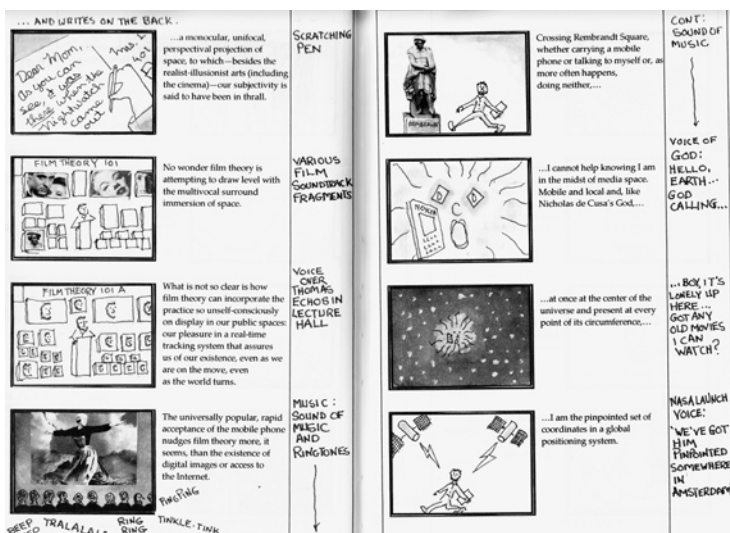 ... AND WRITES ON THE BACK.
Dear Mom,
as you can
see, it was
there when the
Nightwatch
came
out
Mrs. L
401
...a monocular, unifocal,
perspectival projection of
space, to which—besides the
realist-illusionist arts (including
the cinema)—our subjectivity is
said to have been in thrall.
SCRATCHING
PEN
FILM THEORY 101
No wonder film theory is
attempting to draw level with
the multivocal surround
immersion of space.
VARIOUS
FILM
SOUNDTRACK
FRAGMENTS
FILM THEORY 101 A
What is not so clear is how
film theory can incorporate the
practice so unself-consciously
on display in our public spaces:
our pleasure in a real-time
tracking system that assures
us of our existence, even as we
are on the move, even
as the world turns.
VOICE
OVER
THOMAS
ECHOS IN
LECTURE
HALL
The universally popular, rapid
acceptance of the mobile phone
nudges film theory more, it
seems, than the existence of
digital images or access to
the Internet.
MUSIC:
SOUND OF
MUSIC
AND
RINGTONES
PINGPING
BEEP
TRALALALA
RING
RING
TINKLE-TINK
Crossing Rembrandt Square,
whether carrying a mobile
phone or talking to myself or, as
more often happens,
doing neither,...
CONT:
SOUND OF
MUSIC
NOKIA
...I cannot help knowing I am
in the midst of media space.
Mobile and local and, like
Nicholas de Cusa's God,...
VOICE OF
GOD:
HELLO,
EARTH...
GOD
CALLING...
...at once at the center of the
universe and present at every
point of its circumference,...
...BOY, IT'S
LONELY UP
HERE...
GOT ANY
OLD MOVIES
I CAN
WATCH?
...I am the pinpointed set of
coordinates in a global
positioning system.
NASA LAUNCH
VOICE:
"WE'VE GOT
HIM
PINPOINTED
SOMEWHERE
IN
AMSTERDAM